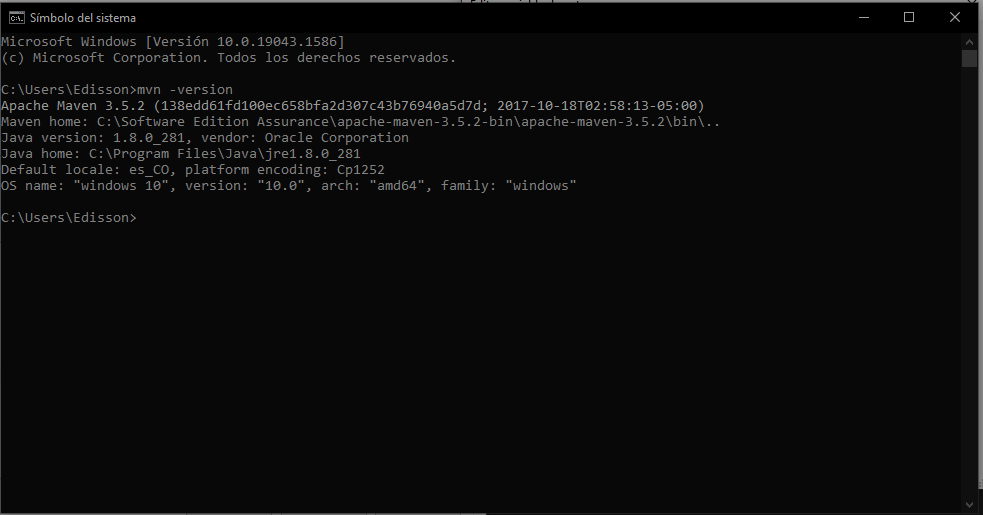 Símbolo del sistema
Microsoft Windows [Versión 10.0.19043.1586]
(c) Microsoft Corporation. Todos los derechos reservados.
C:\Users\Edisson>mvn -version
Apache Maven 3.5.2 (138edd61fd100ec658bfa2d307c43b76940a5d7d; 2017-10-18T02:58:13-05:00)
Maven home: C:\Software Edition Assurance\apache-maven-3.5.2-bin\apache-maven-3.5.2\bin\..
Java version: 1.8.0_281, vendor: Oracle Corporation
Java home: C:\Program Files\Java\jre1.8.0_281
Default locale: es_CO, platform encoding: Cp1252
OS name: "windows 10", version: "10.0", arch: "amd64", family: "windows"
C:\Users\Edisson>